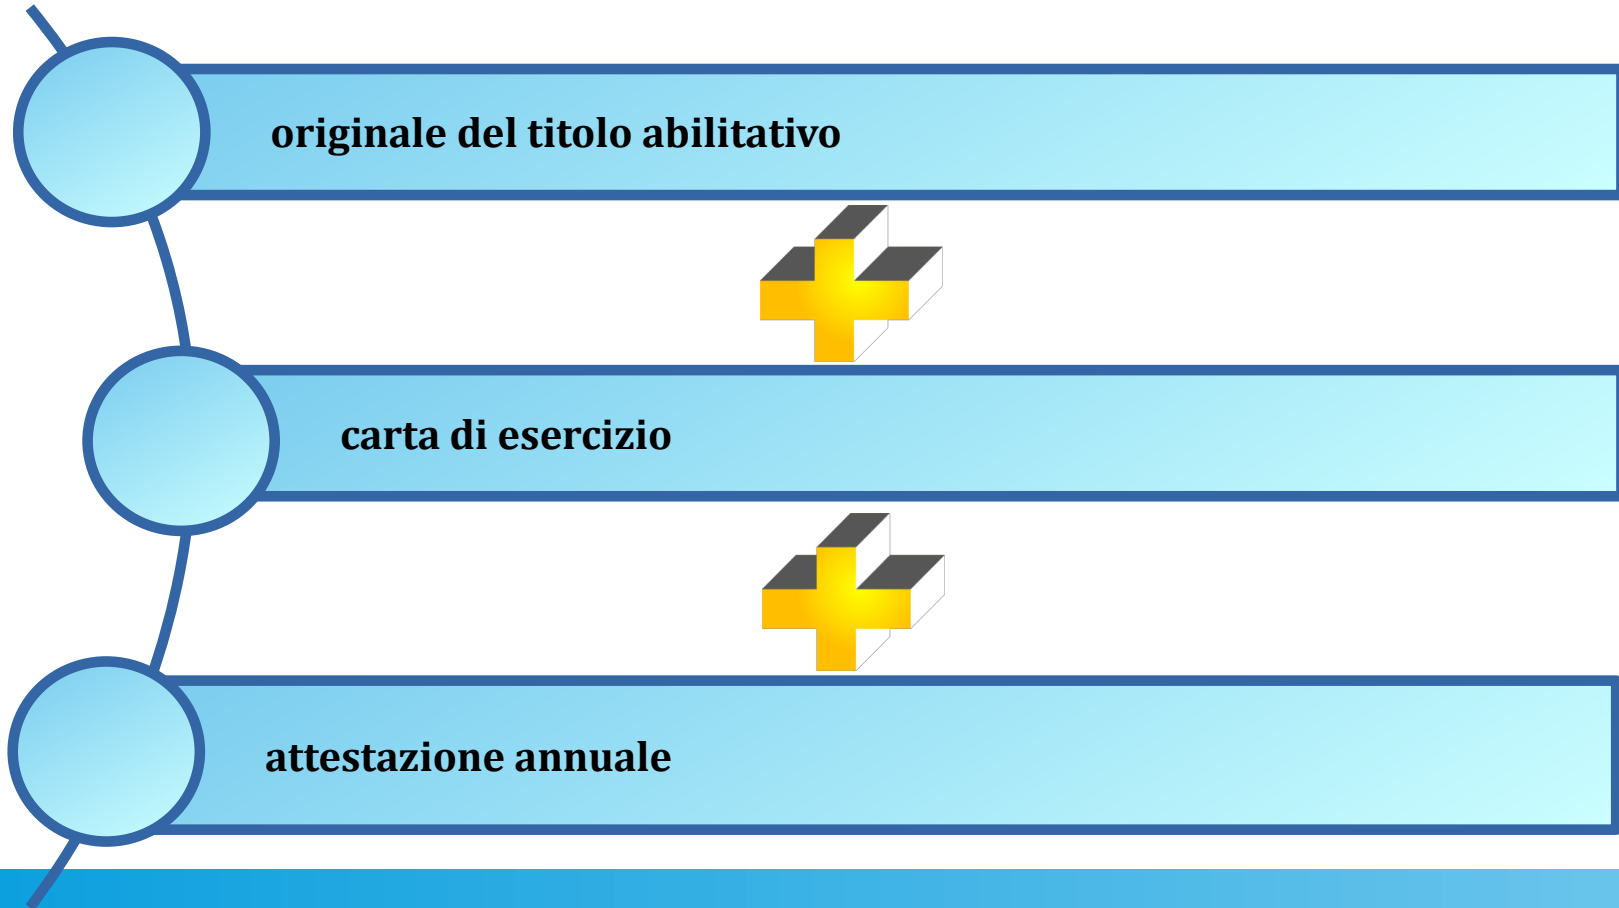 originale del titolo abilitativo
carta di esercizio
attestazione annuale